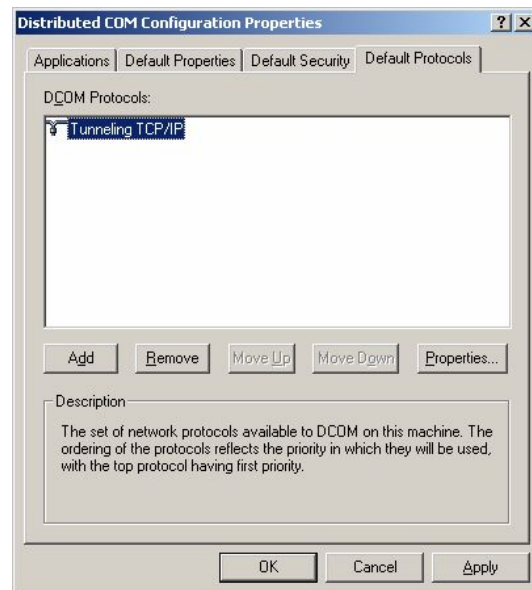 Distributed COM Configuration Properties
Applications
Default Properties
Default Security
Default Protocols
DCOM Protocols:
Tunneling TCP/IP
Add
Remove
Move Up
Move Down
Properties...
Description
The set of network protocols available to DCOM on this machine. The
ordering of the protocols reflects the priority in which they will be used,
with the top protocol having first priority.
OK
Cancel
Apply